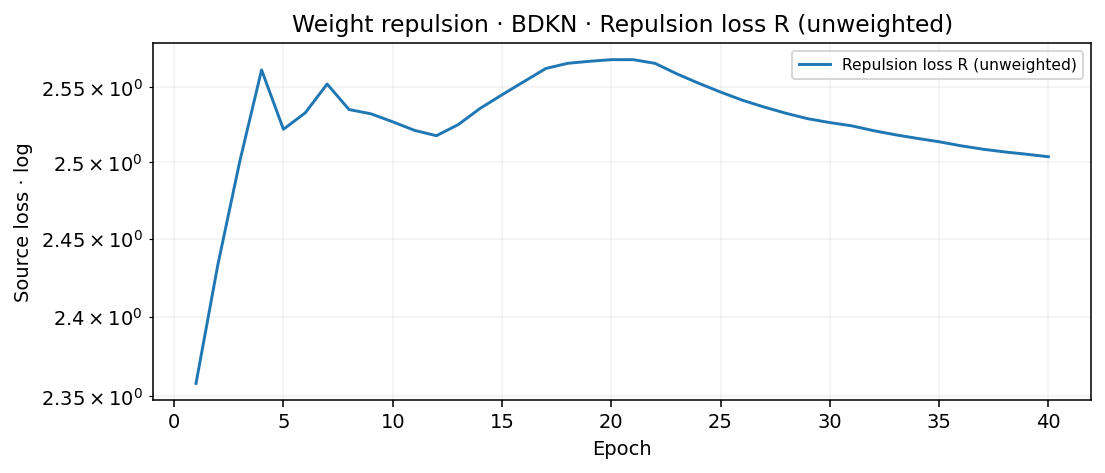 Weight repulsion · BDKN · Repulsion loss R (unweighted)
Repulsion loss R (unweighted)
Source loss · log
2.55 × 10⁰
2.5 × 10⁰
2.45 × 10⁰
2.4 × 10⁰
2.35 × 10⁰
0 5 10 15 20 25 30 35 40
Epoch